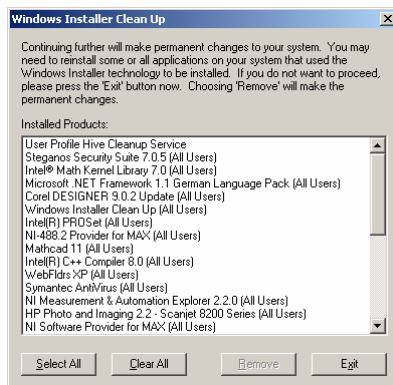 Windows Installer Clean Up
Continuing further will make permanent changes to your system. You may
need to reinstall some or all applications on your system that used the
Windows Installer technology to be installed. If you do not want to proceed,
please press the 'Exit' button now. Choosing 'Remove' will make the
permanent changes.
Installed Products:
User Profile Hive Cleanup Service
Steganos Security Suite 7.0.5 (All Users)
Intel® Math Kernel Library 7.0 (All Users)
Microsoft .NET Framework 1.1 German Language Pack (All Users)
Corel DESIGNER 9.0.2 Update (All Users)
Windows Installer Clean Up (All Users)
Intel(R) PROSet (All Users)
NI-488.2 Provider for MAX (All Users)
Mathcad 11 (All Users)
Intel(R) C++ Compiler 8.0 (All Users)
WebFldrs XP (All Users)
Symantec AntiVirus (All Users)
NI Measurement & Automation Explorer 2.2.0 (All Users)
HP Photo and Imaging 2.2 - Scanjet 8200 Series (All Users)
NI Software Provider for MAX (All Users)
Select All Clear All Remove Exit